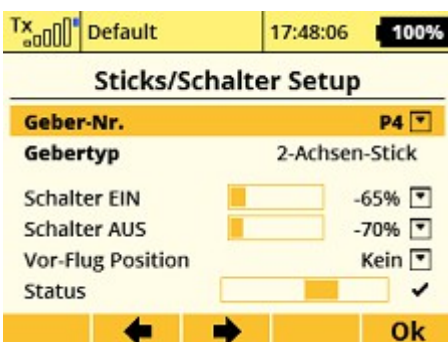 Tx Default 17:48:06 100%
Sticks/Schalter Setup
Geber-Nr. P4
Gebertyp 2-Achsen-Stick
Schalter EIN -65%
Schalter AUS -70%
Vor-Flug Position Kein
Status
Ok